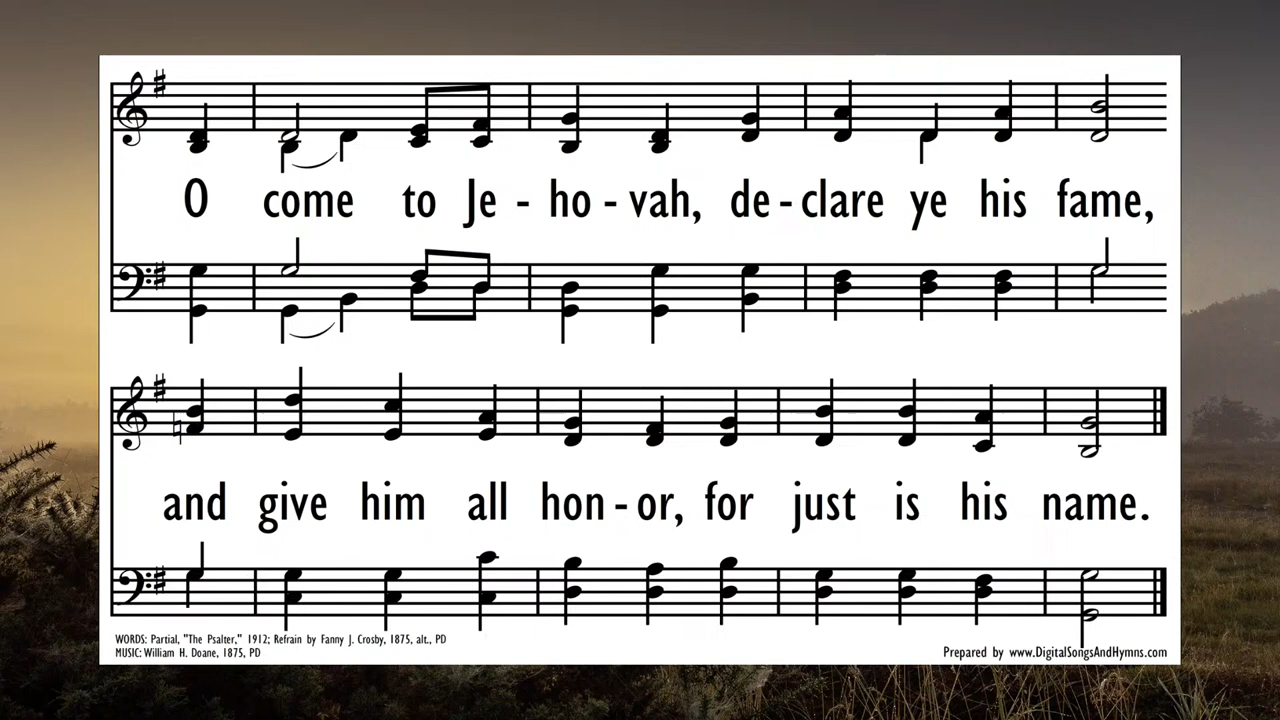 O come to Je - ho - vah, de - clare ye his fame,
and give him all hon - or, for just is his name.
WORDS: Partial, "The Psalter," 1912; Refrain by Fanny J. Crosby, 1875, alt., PD
MUSIC: William H. Doane, 1875, PD
Prepared by www.DigitalSongsAndHymns.com